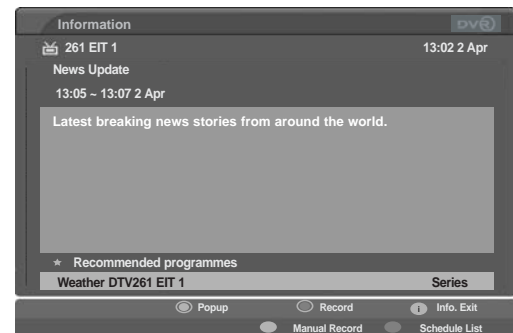 Information DVR
261 EIT 1 13:02 2 Apr
News Update
13:05 ~ 13:07 2 Apr
Latest breaking news stories from around the world.
★ Recommended programmes
Weather DTV261 EIT 1 Series
Popup Record i Info. Exit
Manual Record Schedule List